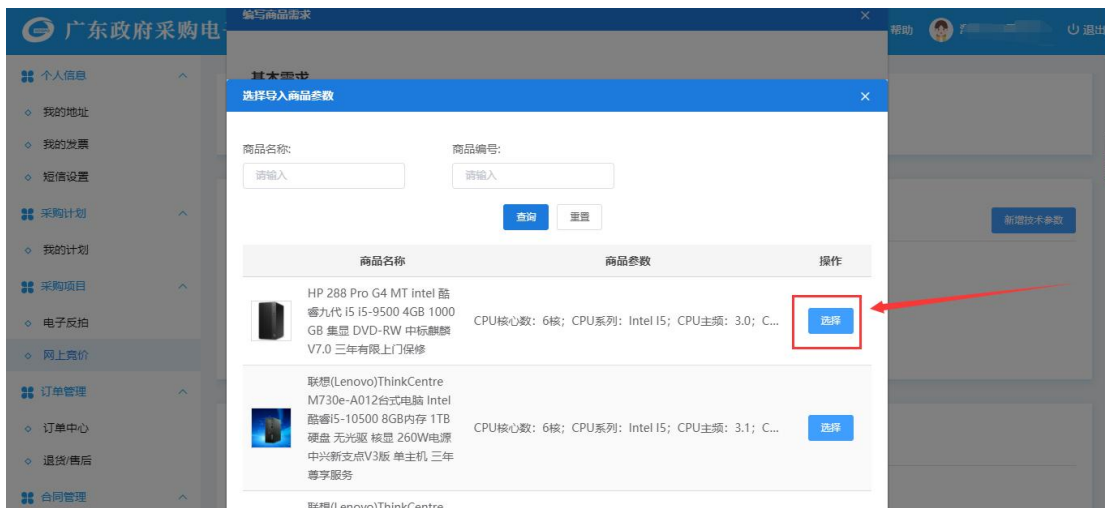 广东政府采购电
编写商品需求
帮助
退出
个人信息
我的地址
我的发票
短信设置
采购计划
我的计划
采购项目
电子反拍
网上竞价
订单管理
订单中心
退货/售后
合同管理
基本需求
选择导入商品参数
商品名称:
商品编号:
请输入
请输入
查询
重置
新增技术参数
商品名称
商品参数
操作
HP 288 Pro G4 MT intel 酷
睿九代 i5 i5-9500 4GB 1000
GB 集显 DVD-RW 中标麒麟
V7.0 三年有限上门保修
CPU核心数：6核；CPU系列：Intel I5；CPU主频：3.0；C...
选择
联想(Lenovo)ThinkCentre
M730e-A012台式电脑 Intel
酷睿i5-10500 8GB内存 1TB
硬盘 无光驱 核显 260W电源
中兴新支点V3版 单主机 三年
尊享服务
CPU核心数：6核；CPU系列：Intel I5；CPU主频：3.1；C...
选择
联想(Lenovo)ThinkCentre